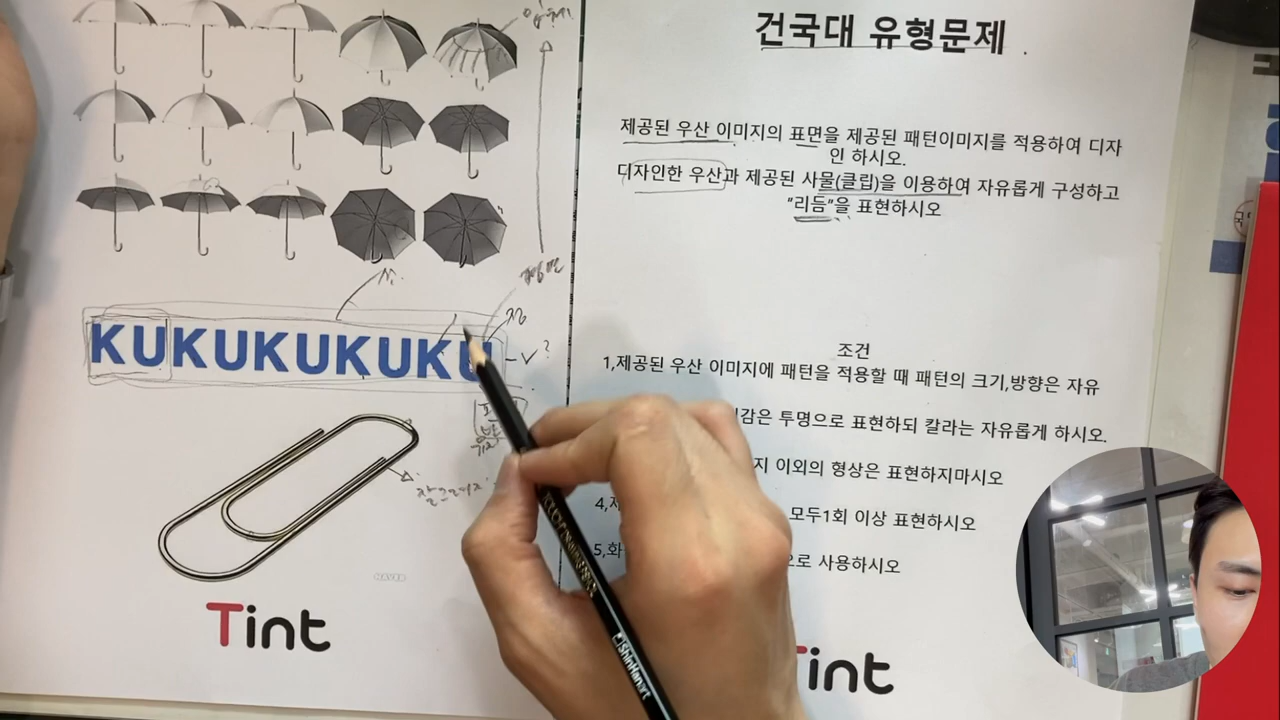 건국대 유형문제
제공된 우산 이미지의 표면을 제공된 패턴이미지를 적용하여 디자
인 하시오.
디자인한 우산과 제공된 사물(클립)을 이용하여 자유롭게 구성하고
"리듬"을 표현하시오
KUKUKUKUKU
조건
1,제공된 우산 이미지에 패턴을 적용할 때 패턴의 크기,방향은 자유
감은 투명으로 표현하되 칼라는 자유롭게 하시오.
지 이외의 형상은 표현하지마시오
4,
모두1회 이상 표현하시오
5,화
로 사용하시오
NAVER
Tint
Tint
ShinHanart